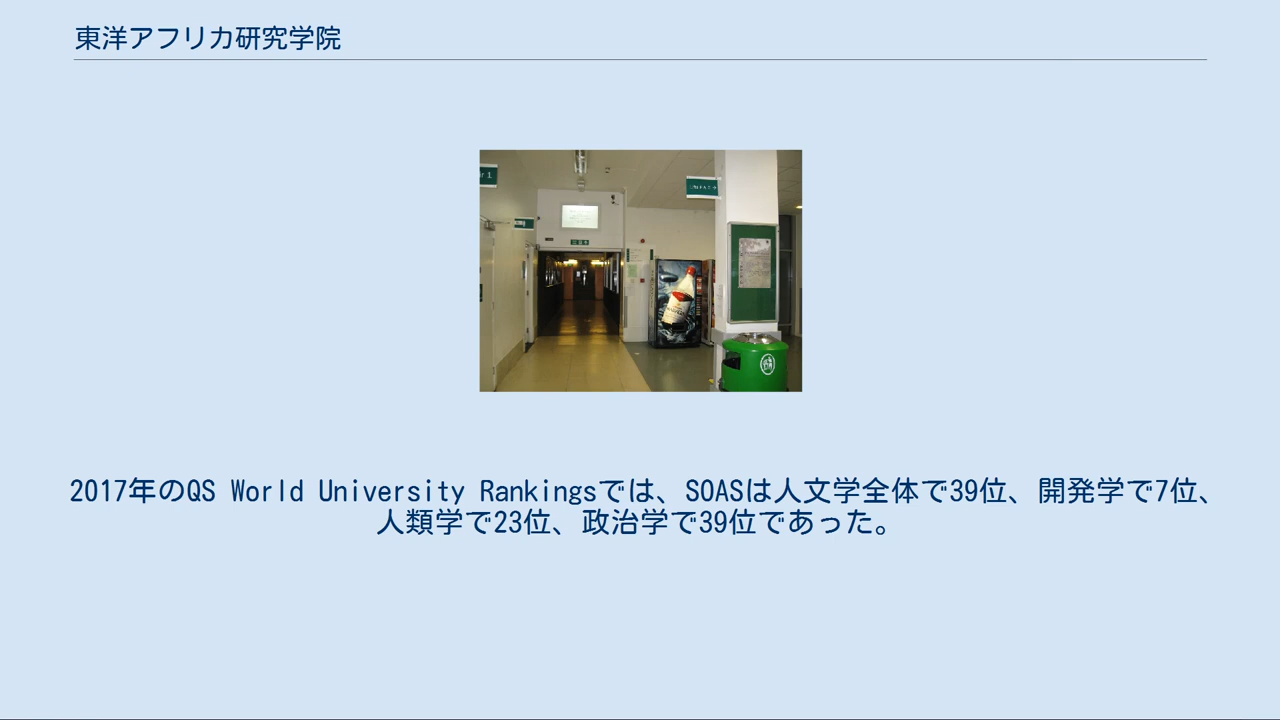 東洋アフリカ研究学院
2017年のQS World University Rankingsでは、SOASは人文学全体で39位、開発学で7位、
人類学で23位、政治学で39位であった。